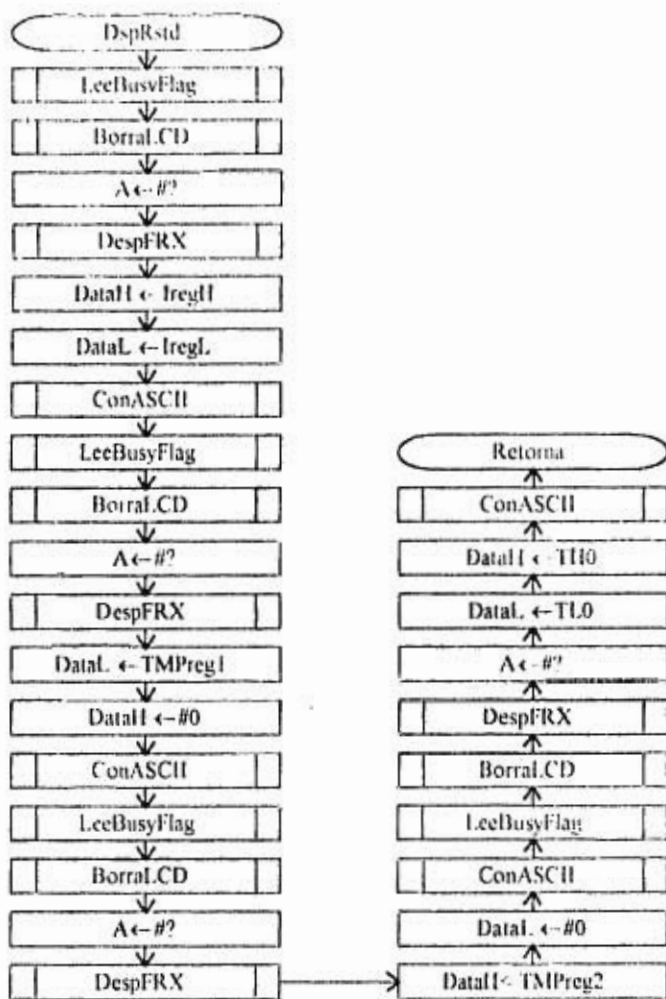 DspRstd
LeeBusyFlag
BorraLCD
A←#?
DespFRX
DataH ← IregH
DataL ← IregL
ConASCII
LeeBusyFlag
BorraLCD
A←#?
DespFRX
DataL ← TMPreg1
DataH ←#0
ConASCII
LeeBusyFlag
BorraLCD
A←#?
DespFRX
DataH← TMPreg2
DataL ←#0
ConASCII
LeeBusyFlag
BorraLCD
DespFRX
A←#?
DataL ←TL0
DataH ←TH0
ConASCII
Retorna